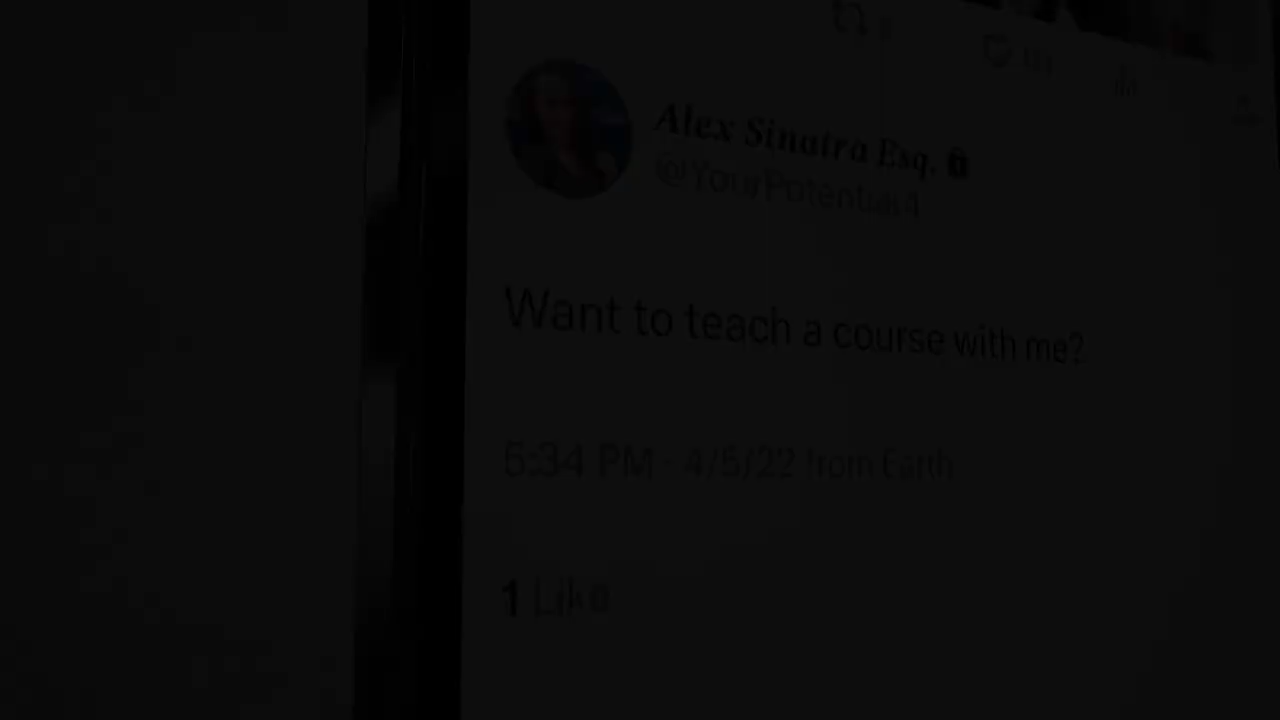 Alex Sinatra Esq.
@YourPotential4
Want to teach a course with me?
5:34 PM · 4/5/22 from Earth
1 Like